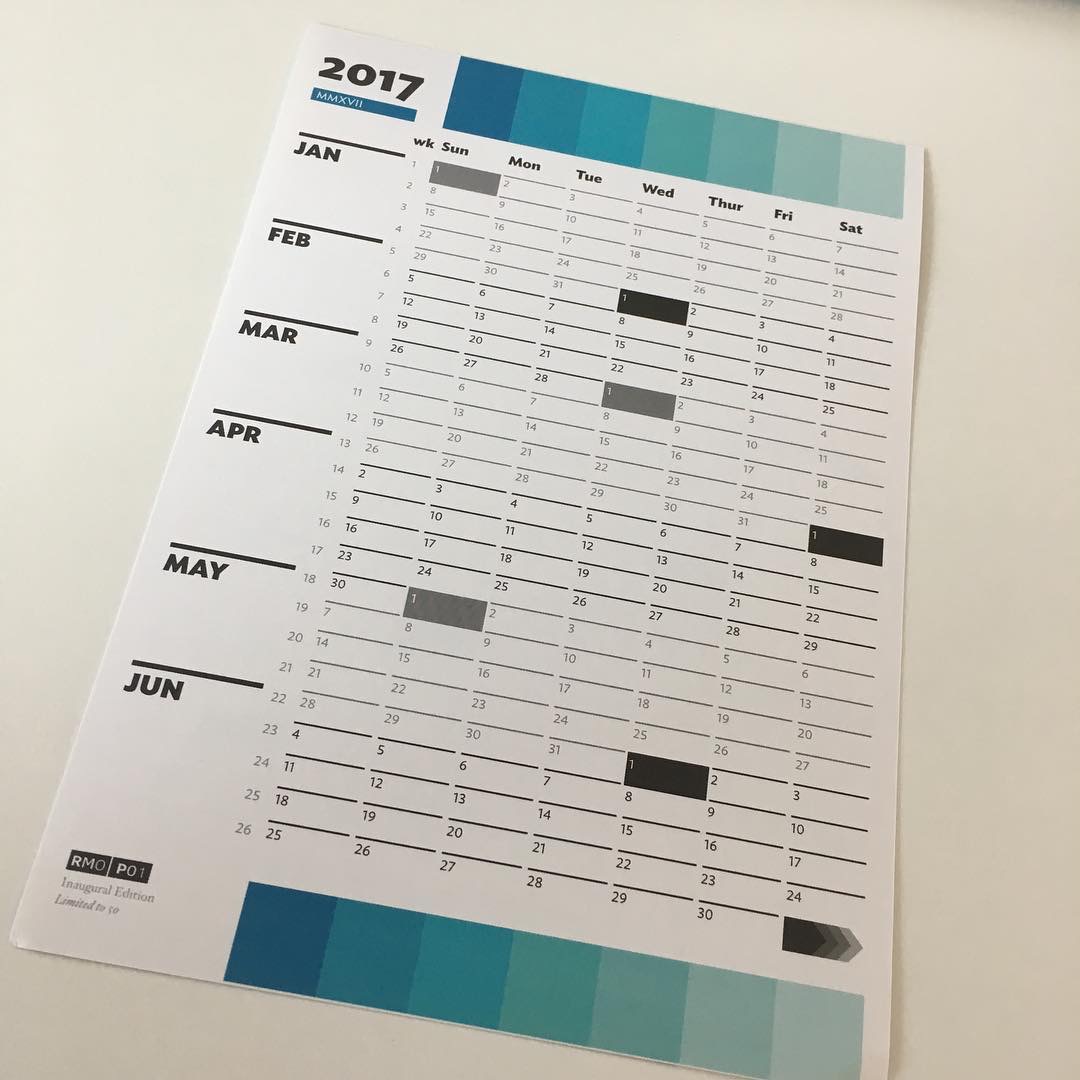 2017
MMXVII
wk Sun Mon Tue Wed Thur Fri Sat
JAN 1 1 2 3 4 5 6 7
2 8 9 10 11 12 13 14
3 15 16 17 18 19 20 21
4 22 23 24 25 26 27 28
FEB 5 29 30 31 1 2 3 4
6 5 6 7 8 9 10 11
7 12 13 14 15 16 17 18
8 19 20 21 22 23 24 25
MAR 9 26 27 28 1 2 3 4
10 5 6 7 8 9 10 11
11 12 13 14 15 16 17 18
12 19 20 21 22 23 24 25
APR 13 26 27 28 29 30 31 1
14 2 3 4 5 6 7 8
15 9 10 11 12 13 14 15
16 16 17 18 19 20 21 22
17 23 24 25 26 27 28 29
MAY 18 30 1 2 3 4 5 6
19 7 8 9 10 11 12 13
20 14 15 16 17 18 19 20
21 21 22 23 24 25 26 27
JUN 22 28 29 30 31 1 2 3
23 4 5 6 7 8 9 10
24 11 12 13 14 15 16 17
25 18 19 20 21 22 23 24
26 25 26 27 28 29 30
RMO P01
Inaugural Edition
Limited to 50